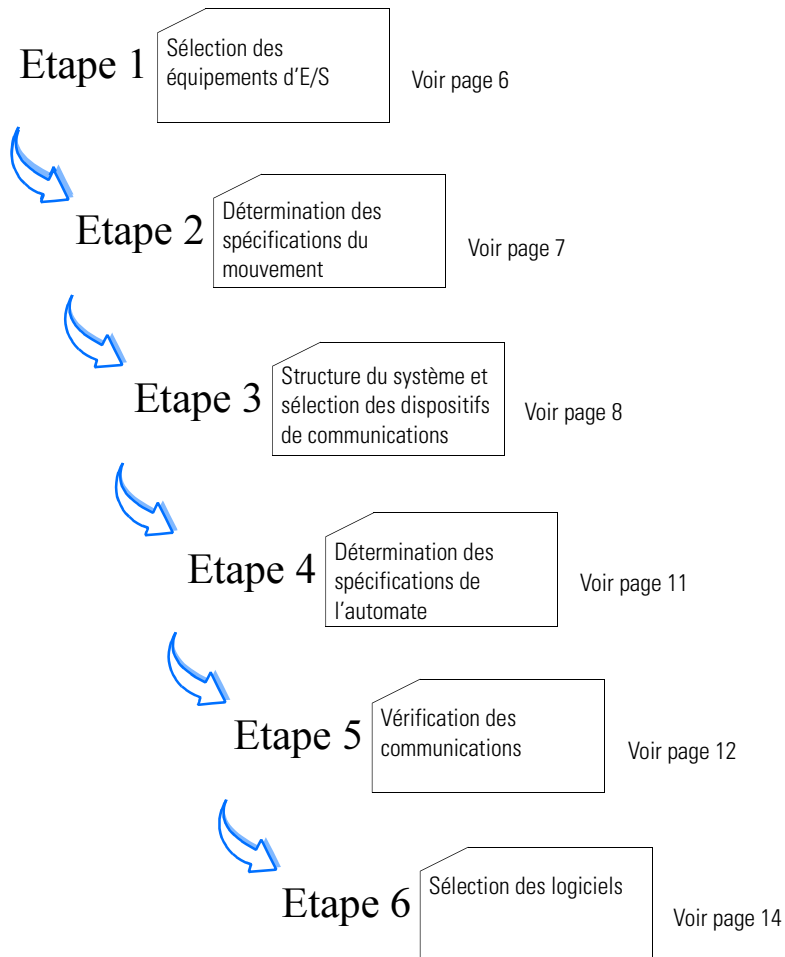 Etape 1
Sélection des
équipements d'E/S
Voir page 6
Etape 2
Détermination des
spécifications du
mouvement
Voir page 7
Etape 3
Structure du système et
sélection des dispositifs
de communications
Voir page 8
Etape 4
Détermination des
spécifications de
l'automate
Voir page 11
Etape 5
Vérification des
communications
Voir page 12
Etape 6
Sélection des logiciels
Voir page 14